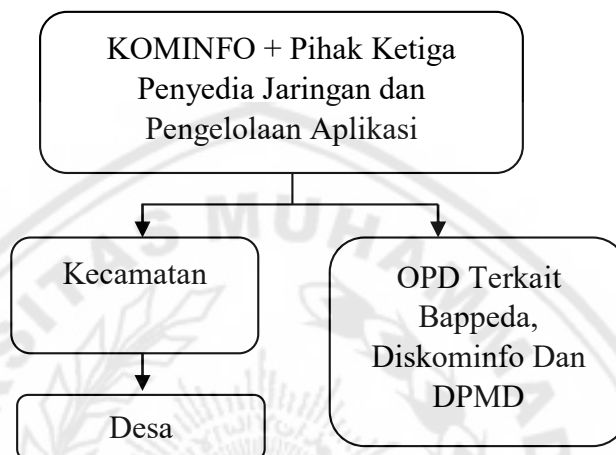 KOMINFO + Pihak Ketiga
Penyedia Jaringan dan
Pengelolaan Aplikasi
Kecamatan
OPD Terkait
Bappeda,
Diskominfo Dan
DPMD
Desa